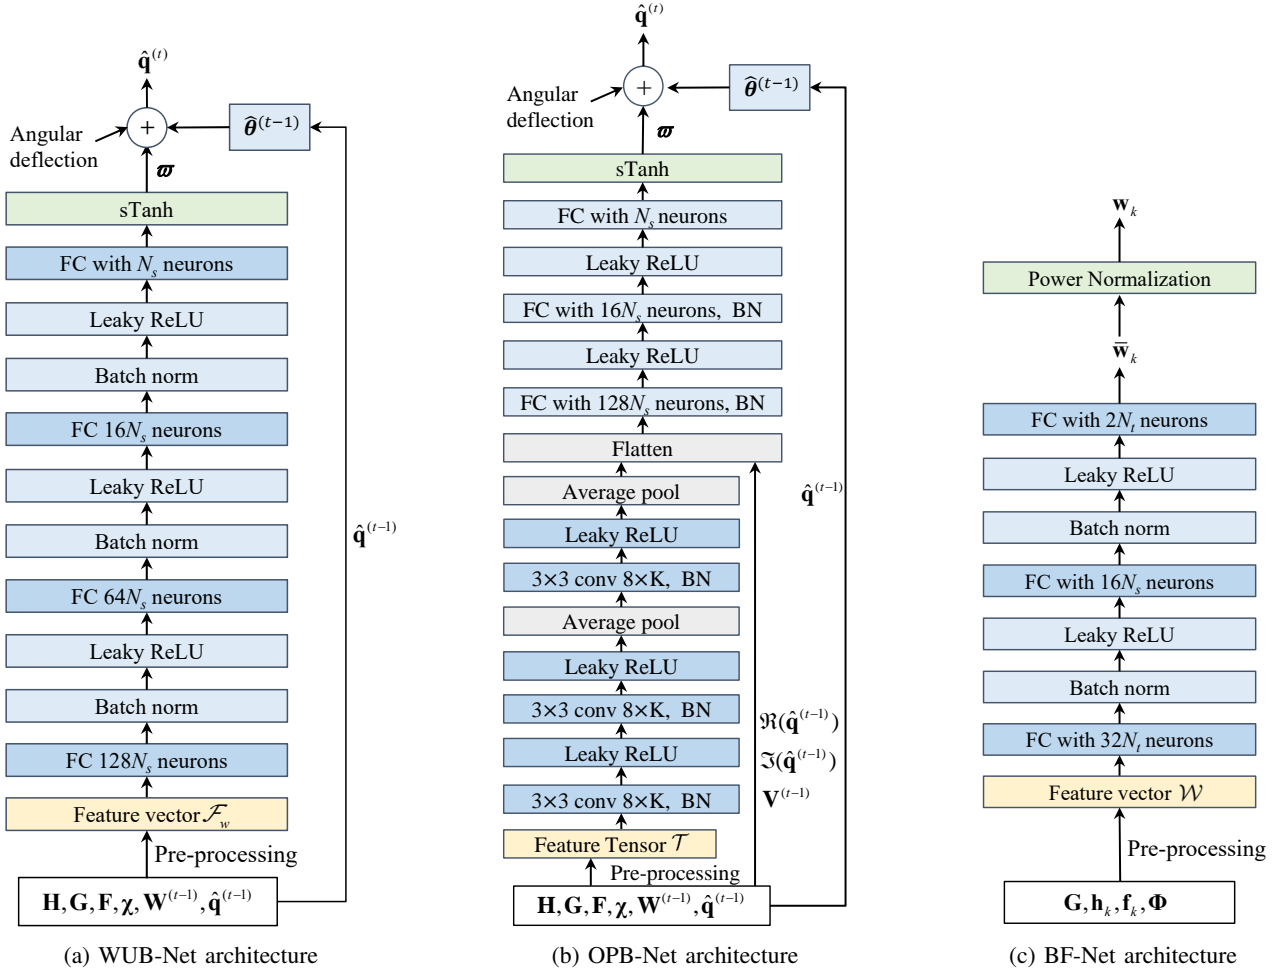 q̂^(t)
+
θ̂^(t−1)
Angular
deflection
ϖ
sTanh
FC with N_s neurons
Leaky ReLU
Batch norm
FC 16N_s neurons
Leaky ReLU
Batch norm
q̂^(t−1)
FC 64N_s neurons
Leaky ReLU
Batch norm
FC 128N_s neurons
Feature vector ℱ_w
Pre-processing
H, G, F, χ, W^(t−1), q̂^(t−1)
(a) WUB-Net architecture
q̂^(t)
+
θ̂^(t−1)
Angular
deflection
ϖ
sTanh
FC with N_s neurons
Leaky ReLU
FC with 16N_s neurons, BN
Leaky ReLU
FC with 128N_s neurons, BN
Flatten
Average pool
q̂^(t−1)
Leaky ReLU
3×3 conv 8×K, BN
Average pool
Leaky ReLU
3×3 conv 8×K, BN
ℜ(q̂^(t−1))
Leaky ReLU
ℑ(q̂^(t−1))
3×3 conv 8×K, BN
V^(t−1)
Feature Tensor 𝒯
Pre-processing
H, G, F, χ, W^(t−1), q̂^(t−1)
(b) OPB-Net architecture
w_k
Power Normalization
w̄_k
FC with 2N_t neurons
Leaky ReLU
Batch norm
FC with 16N_s neurons
Leaky ReLU
Batch norm
FC with 32N_t neurons
Feature vector 𝒲
Pre-processing
G, h_k, f_k, Φ
(c) BF-Net architecture